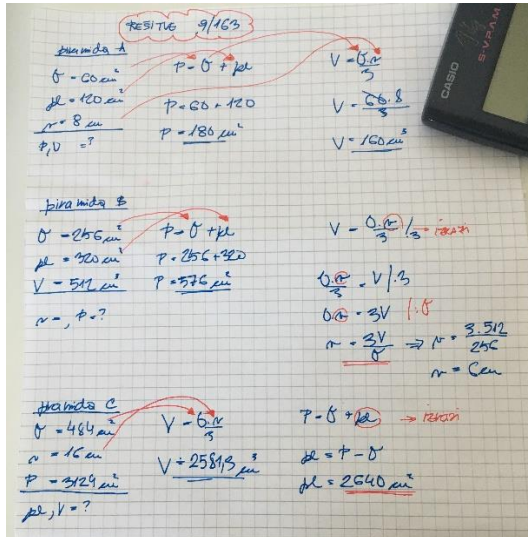 REŠITVE 9/163
piramida A
O = 60 cm²
pl = 120 cm²
v = 8 cm
P, V = ?
P = O + pl
P = 60 + 120
P = 180 cm²
V = O·v/3
V = 60·8/3
V = 160 cm³
CASIO
S-V.P.A.M.
piramida B
O = 256 cm²
pl = 320 cm²
V = 512 cm³
v = , P = ?
P = O + pl
P = 256 + 320
P = 576 cm²
V = O·v/3 /3 → izrazi
O·v/3 = V /·3
O·v = 3V /:O
v = 3V/O ⇒ v = 3·512/256
v = 6 cm
piramida C
O = 484 cm²
v = 16 cm
P = 3124 cm²
pl, V = ?
V = O·v/3
V = 2581,3 cm³
P = O + pl → izrazi
pl = P - O
pl = 2640 cm²